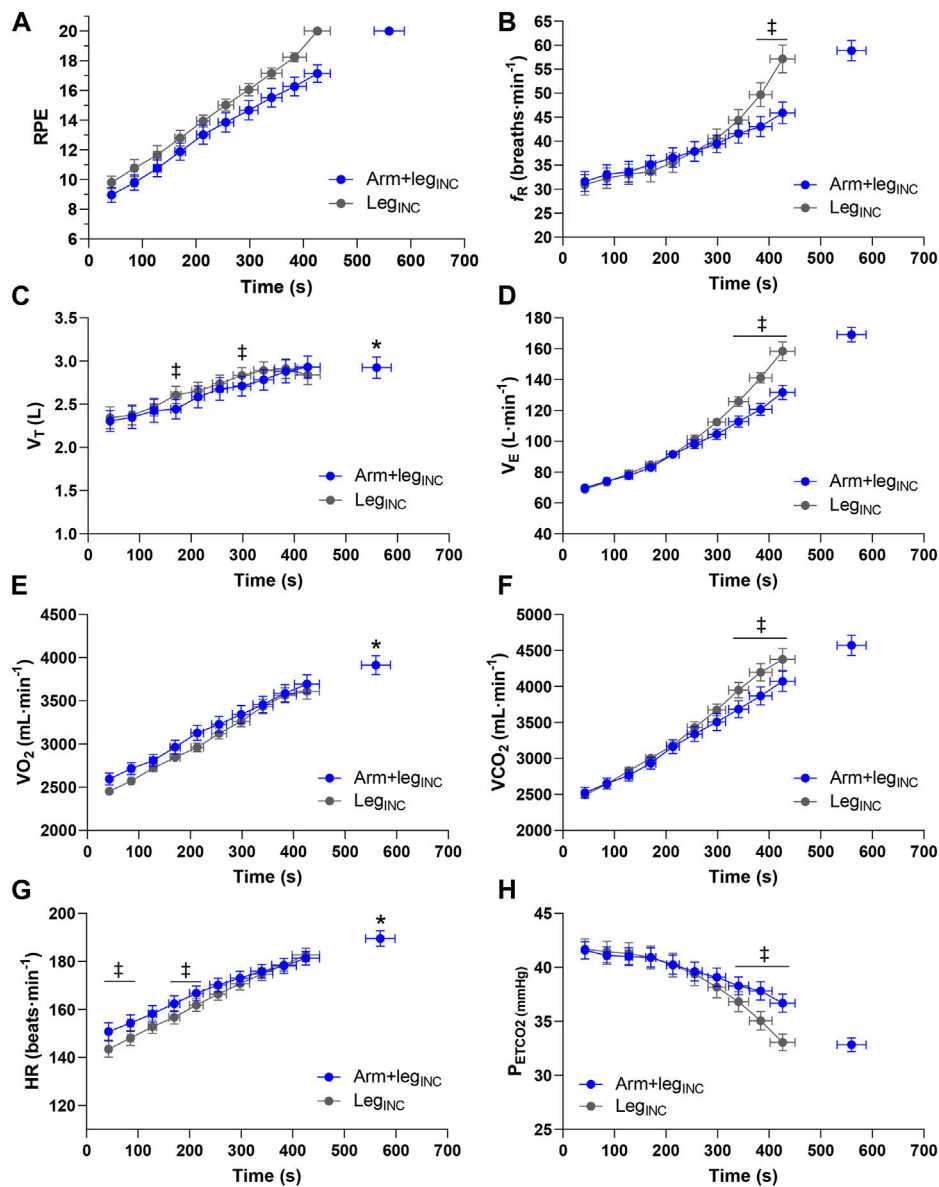 A
RPE
20
18
16
14
12
10
8
6
0 100 200 300 400 500 600 700
Time (s)
Arm+legINC
LegINC
B
fR (breaths·min⁻¹)
65
60
55
50
45
40
35
30
25
20
0 100 200 300 400 500 600 700
Time (s)
‡
Arm+legINC
LegINC
C
VT (L)
3.5
3.0
2.5
2.0
1.5
1.0
0 100 200 300 400 500 600 700
Time (s)
‡ ‡ *
Arm+legINC
LegINC
D
VE (L·min⁻¹)
180
160
140
120
100
80
60
40
0 100 200 300 400 500 600 700
Time (s)
‡
Arm+legINC
LegINC
E
VO₂ (mL·min⁻¹)
4500
4000
3500
3000
2500
2000
0 100 200 300 400 500 600 700
Time (s)
*
Arm+legINC
LegINC
F
VCO₂ (mL·min⁻¹)
5000
4500
4000
3500
3000
2500
2000
0 100 200 300 400 500 600 700
Time (s)
‡
Arm+legINC
LegINC
G
HR (beats·min⁻¹)
200
180
160
140
120
0 100 200 300 400 500 600 700
Time (s)
‡ ‡ *
Arm+legINC
LegINC
H
PETCO2 (mmHg)
45
41
37
33
29
25
0 100 200 300 400 500 600 700
Time (s)
‡
Arm+legINC
LegINC